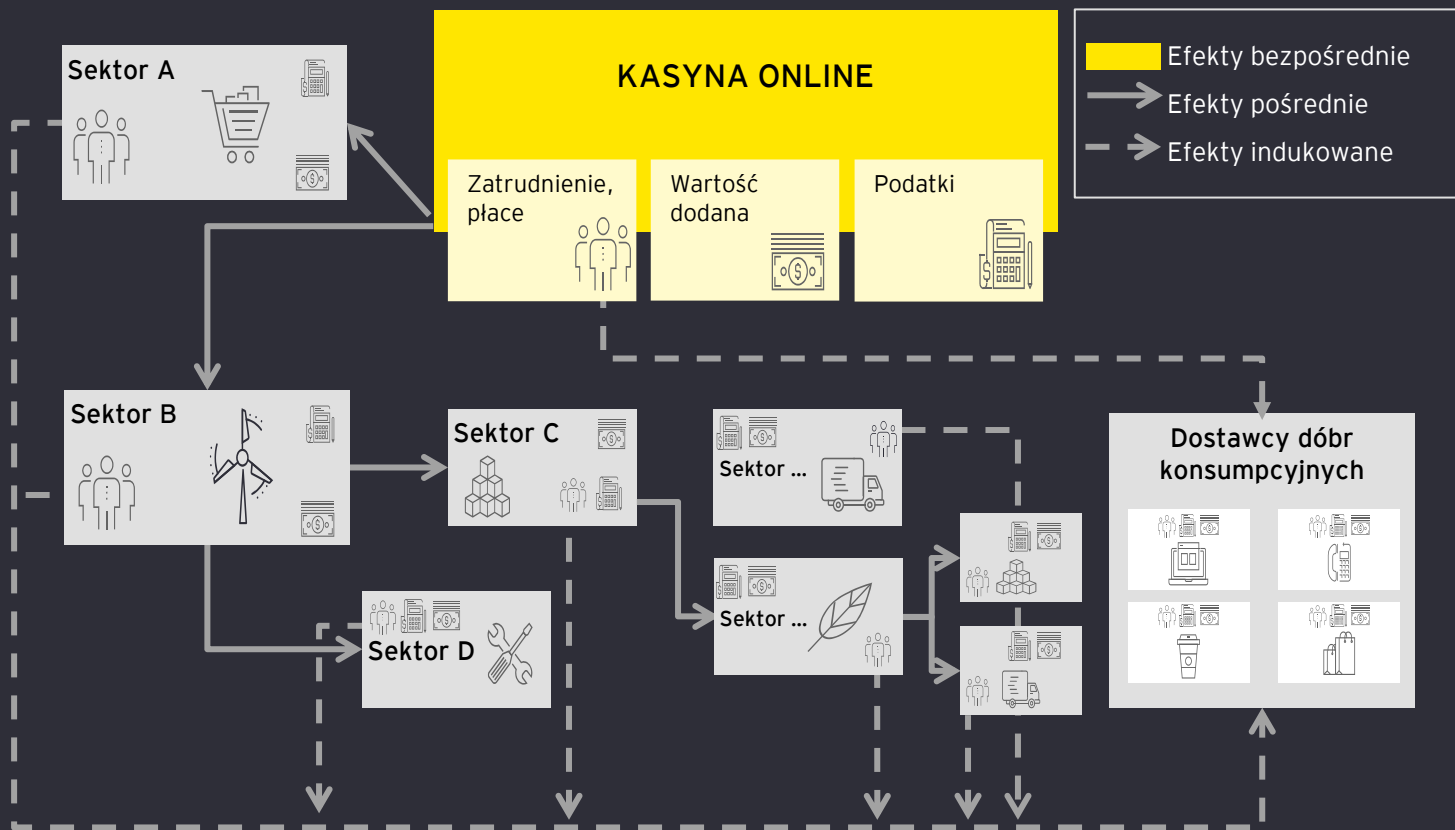 KASYNA ONLINE
Efekty bezpośrednie
Efekty pośrednie
Efekty indukowane
Sektor A
Zatrudnienie,
płace
Wartość
dodana
Podatki
Sektor B
Sektor C
Sektor ...
Dostawcy dóbr
konsumpcyjnych
Sektor ...
Sektor D